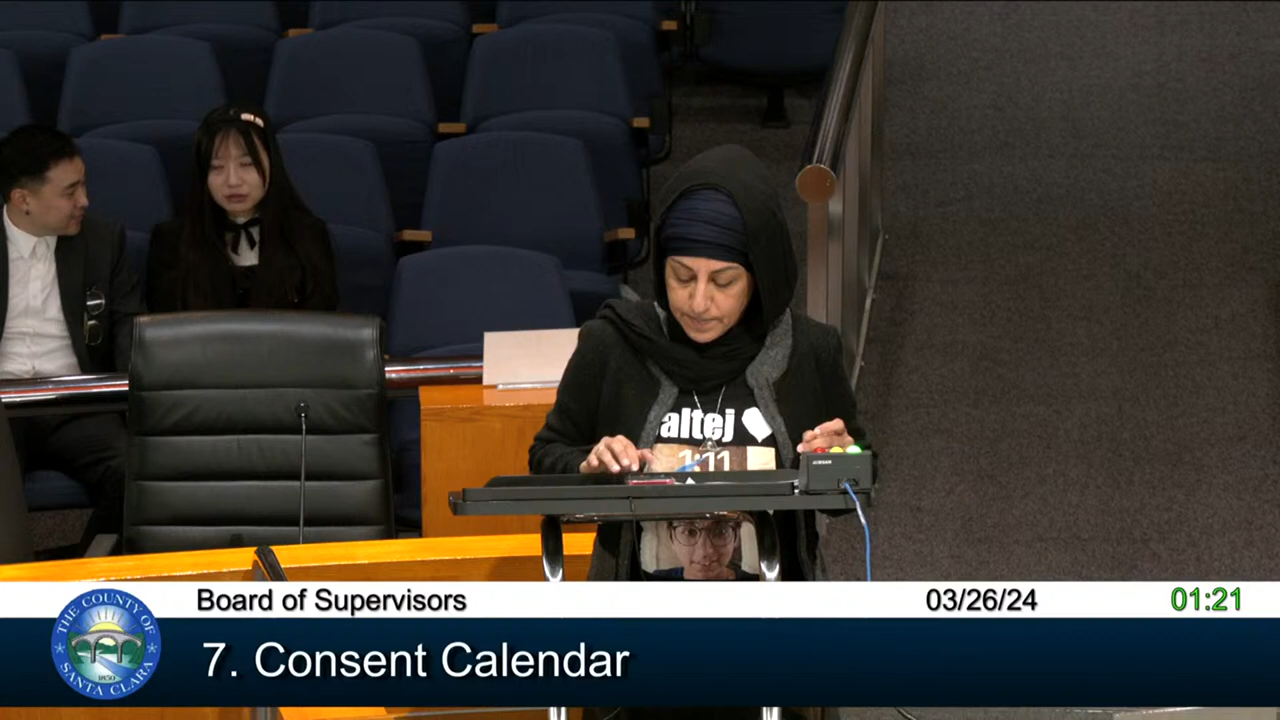 altej
1:11
Board of Supervisors
03/26/24
01:21
THE COUNTY OF
SANTA CLARA
1850
7. Consent Calendar